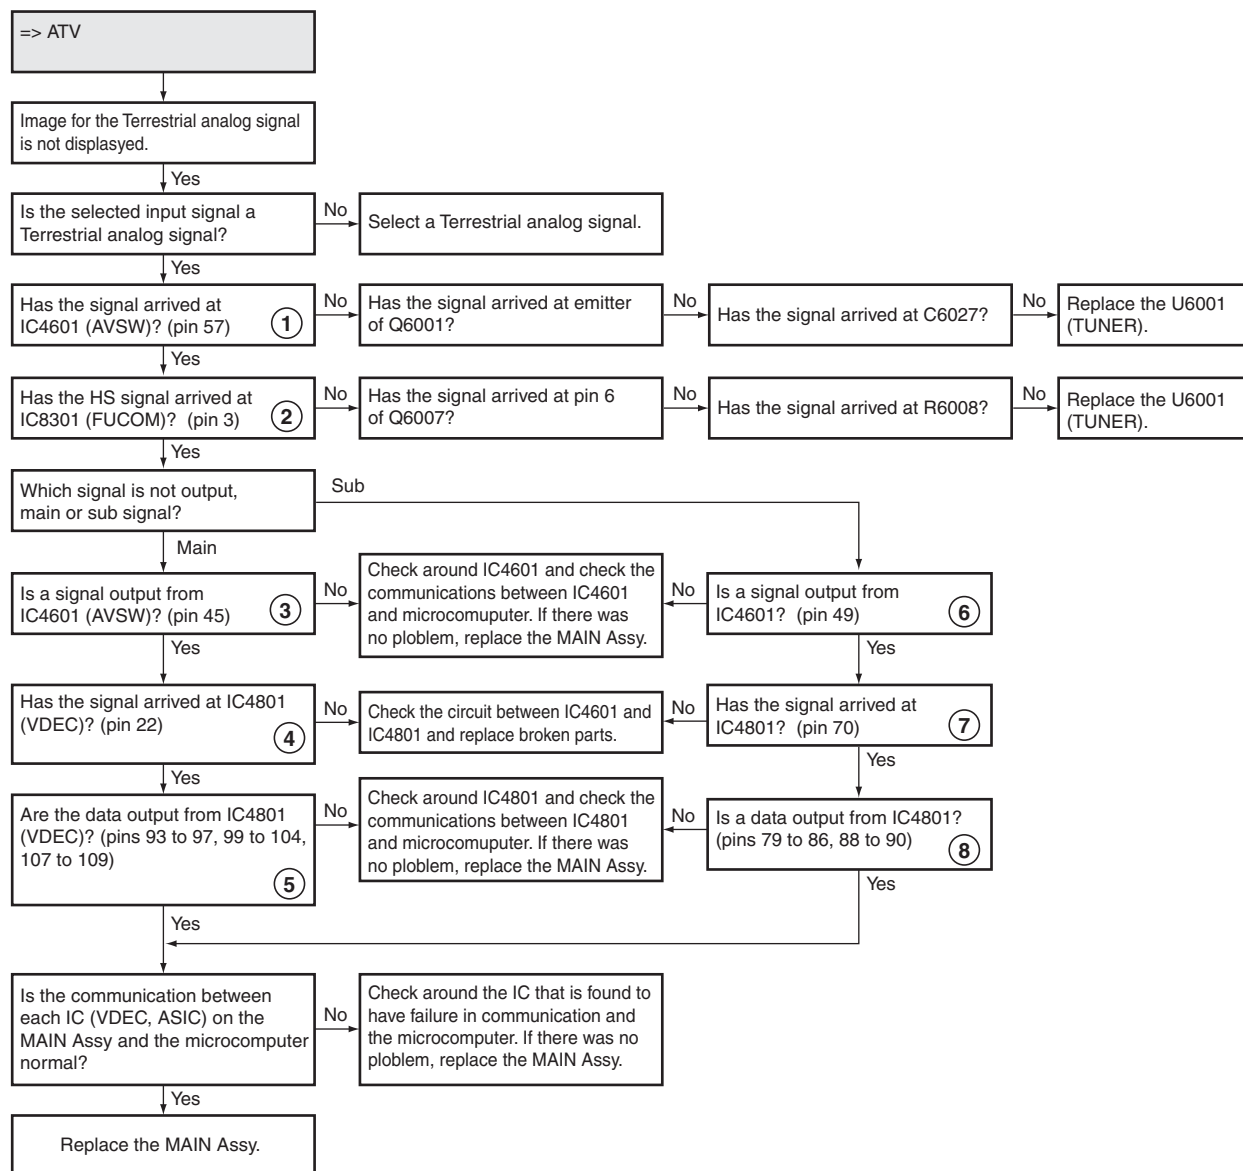 => ATV
Image for the Terrestrial analog signal
is not displasyed.
Yes
Is the selected input signal a
Terrestrial analog signal?
No
Select a Terrestrial analog signal.
Yes
Has the signal arrived at
IC4601 (AVSW)? (pin 57)
1
No
Has the signal arrived at emitter
of Q6001?
No
Has the signal arrived at C6027?
No
Replace the U6001
(TUNER).
Yes
Has the HS signal arrived at
IC8301 (FUCOM)? (pin 3)
2
No
Has the signal arrived at pin 6
of Q6007?
No
Has the signal arrived at R6008?
No
Replace the U6001
(TUNER).
Yes
Which signal is not output,
main or sub signal?
Sub
Main
Is a signal output from
IC4601 (AVSW)? (pin 45)
3
No
Check around IC4601 and check the
communications between IC4601
and microcomuputer. If there was
no ploblem, replace the MAIN Assy.
No
Is a signal output from
IC4601? (pin 49)
6
Yes
Yes
Has the signal arrived at IC4801
(VDEC)? (pin 22)
4
No
Check the circuit between IC4601 and
IC4801 and replace broken parts.
No
Has the signal arrived at
IC4801? (pin 70)
7
Yes
Yes
Are the data output from IC4801
(VDEC)? (pins 93 to 97, 99 to 104,
107 to 109)
5
No
Check around IC4801 and check the
communications between IC4801
and microcomuputer. If there was
no ploblem, replace the MAIN Assy.
No
Is a data output from IC4801?
(pins 79 to 86, 88 to 90)
8
Yes
Yes
Is the communication between
each IC (VDEC, ASIC) on the
MAIN Assy and the microcomputer
normal?
No
Check around the IC that is found to
have failure in communication and
the microcomputer. If there was no
ploblem, replace the MAIN Assy.
Yes
Replace the MAIN Assy.